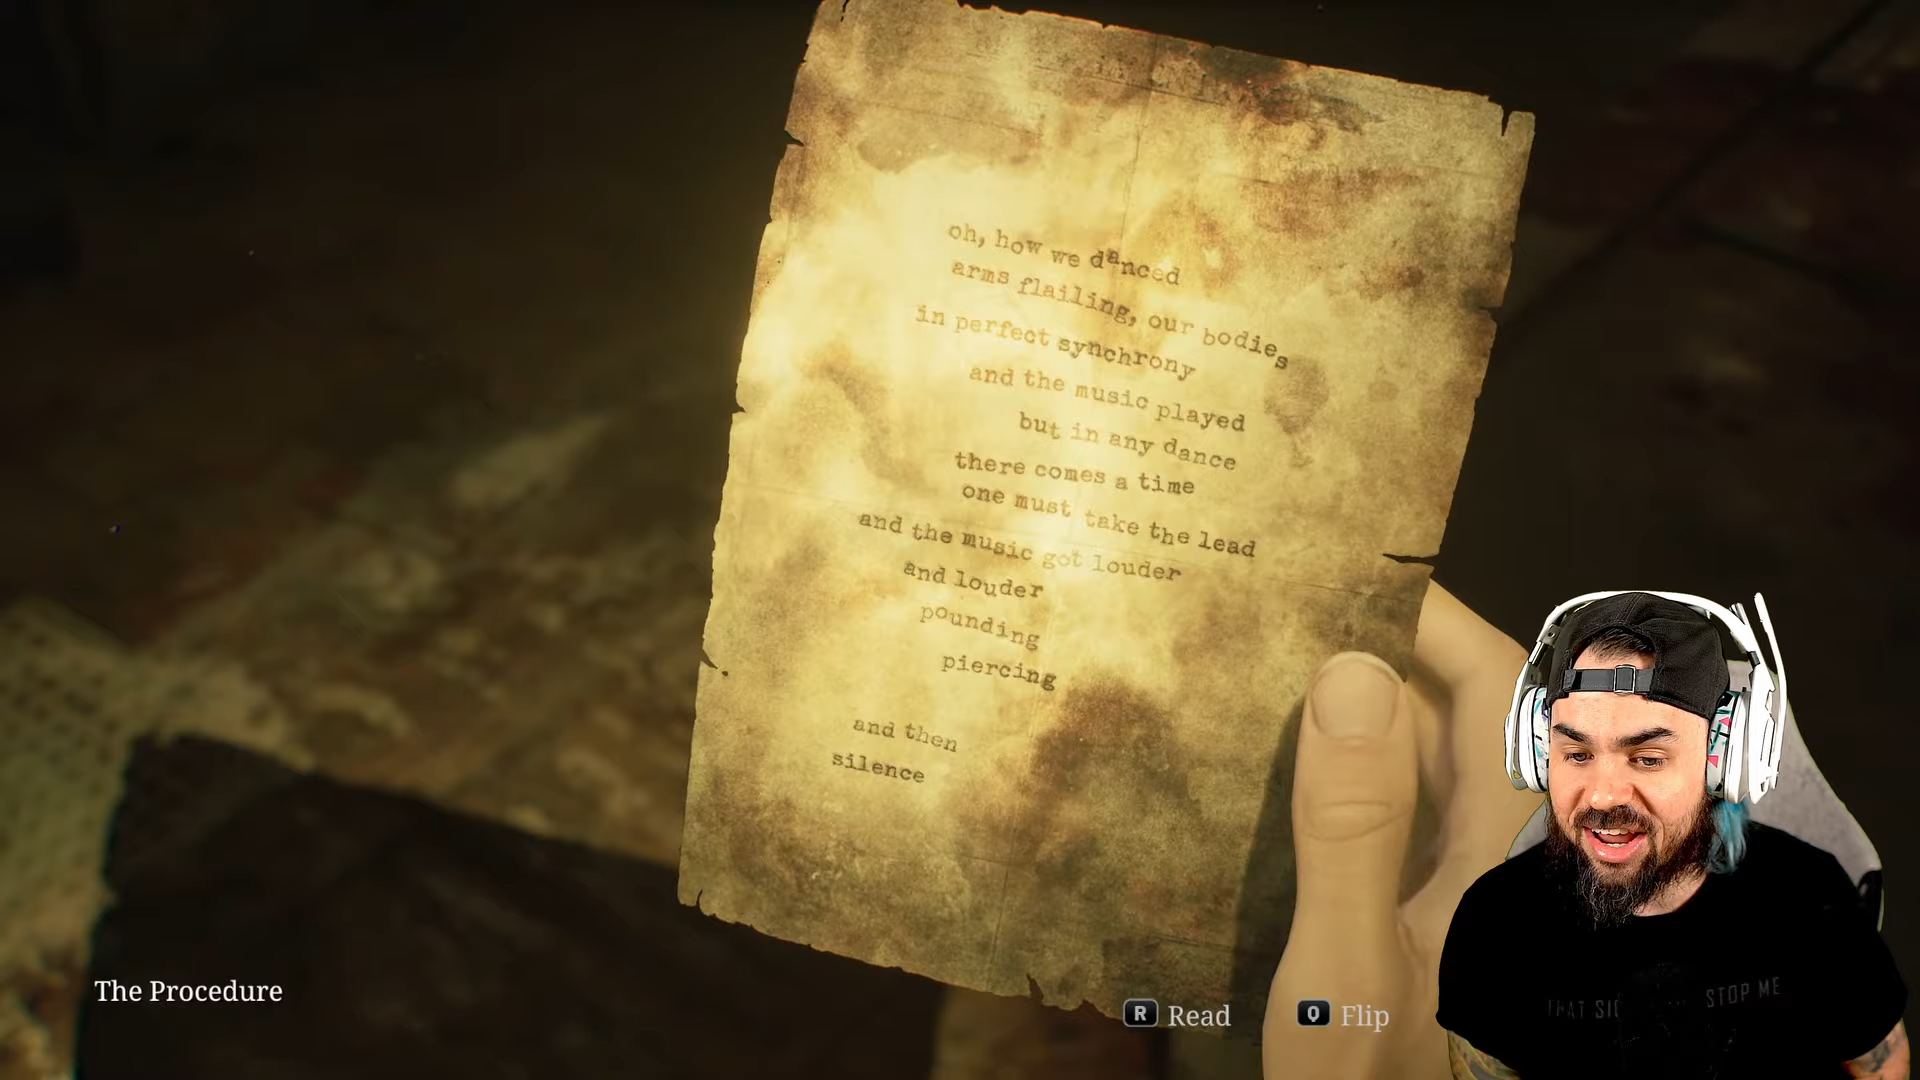 oh, how we danced
arms flailing, our bodies
in perfect synchrony
and the music played
but in any dance
there comes a time
one must take the lead
and the music got louder
and louder
pounding
piercing
and then
silence
The Procedure
R Read
Q Flip
STOP ME